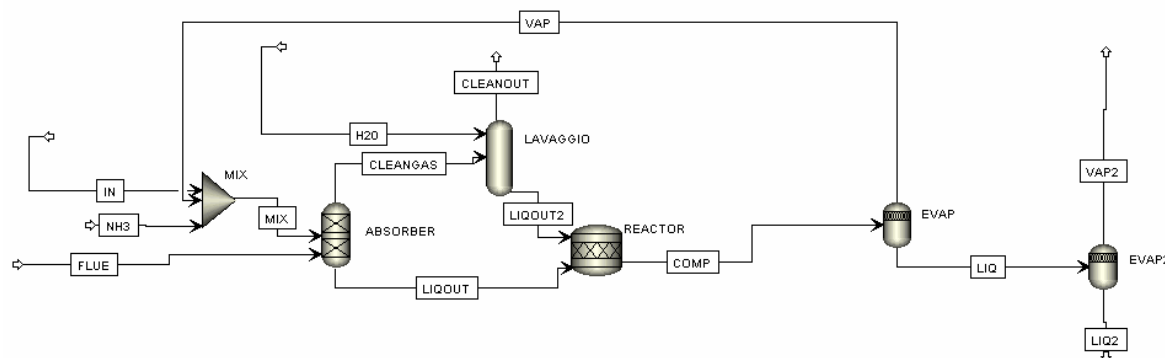 VAP
CLEANOUT
H2O
LAVAGGIO
CLEANGAS
MIX
IN
VAP2
MIX
LIQOUT2
EVAP
NH3
ABSORBER
REACTOR
FLUE
COMP
LIQ
EVAP2
LIQOUT
LIQ2